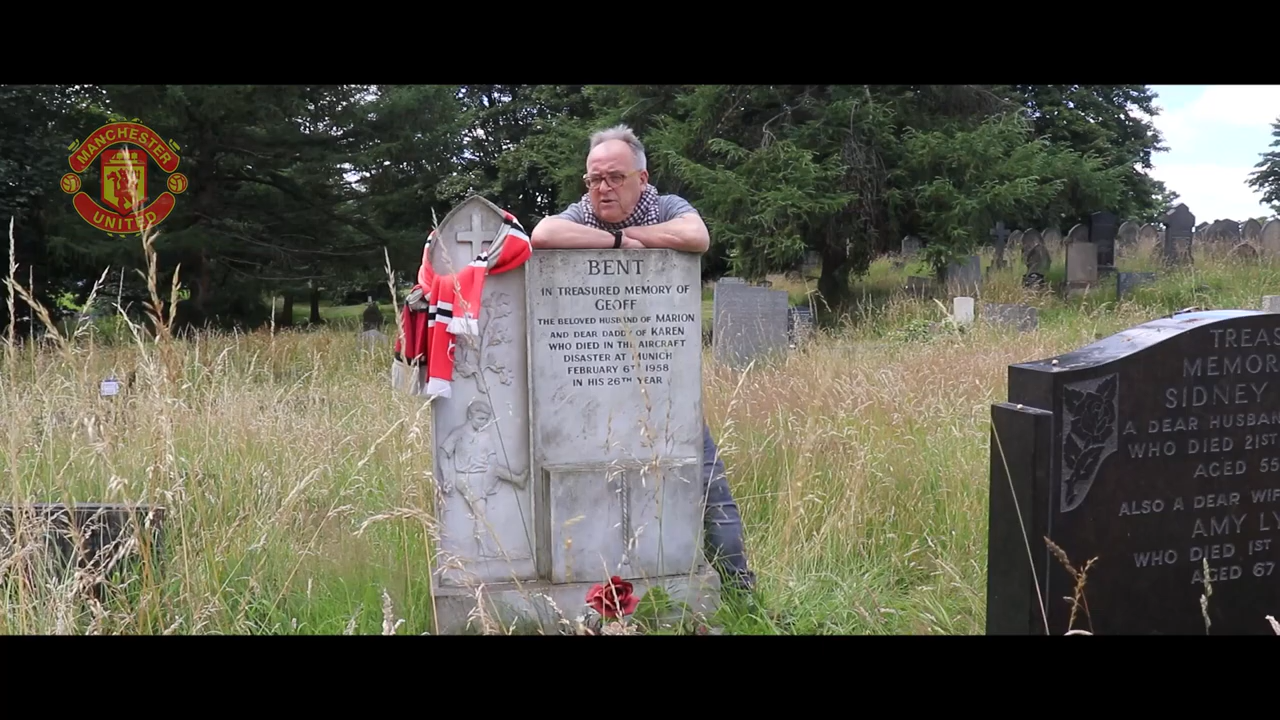 MANCHESTER
UNITED
BENT
IN TREASURED MEMORY OF
GEOFF
THE BELOVED HUSBAND OF MARION
AND DEAR DADDY OF KAREN
WHO DIED IN THE AIRCRAFT
DISASTER AT MUNICH
FEBRUARY 6TH 1958
IN HIS 26TH YEAR
TREAS
MEMOR
SIDNEY
A DEAR HUSBAN
WHO DIED 21ST
AGED 55
ALSO A DEAR WIF
AMY LY
WHO DIED 1ST
AGED 67